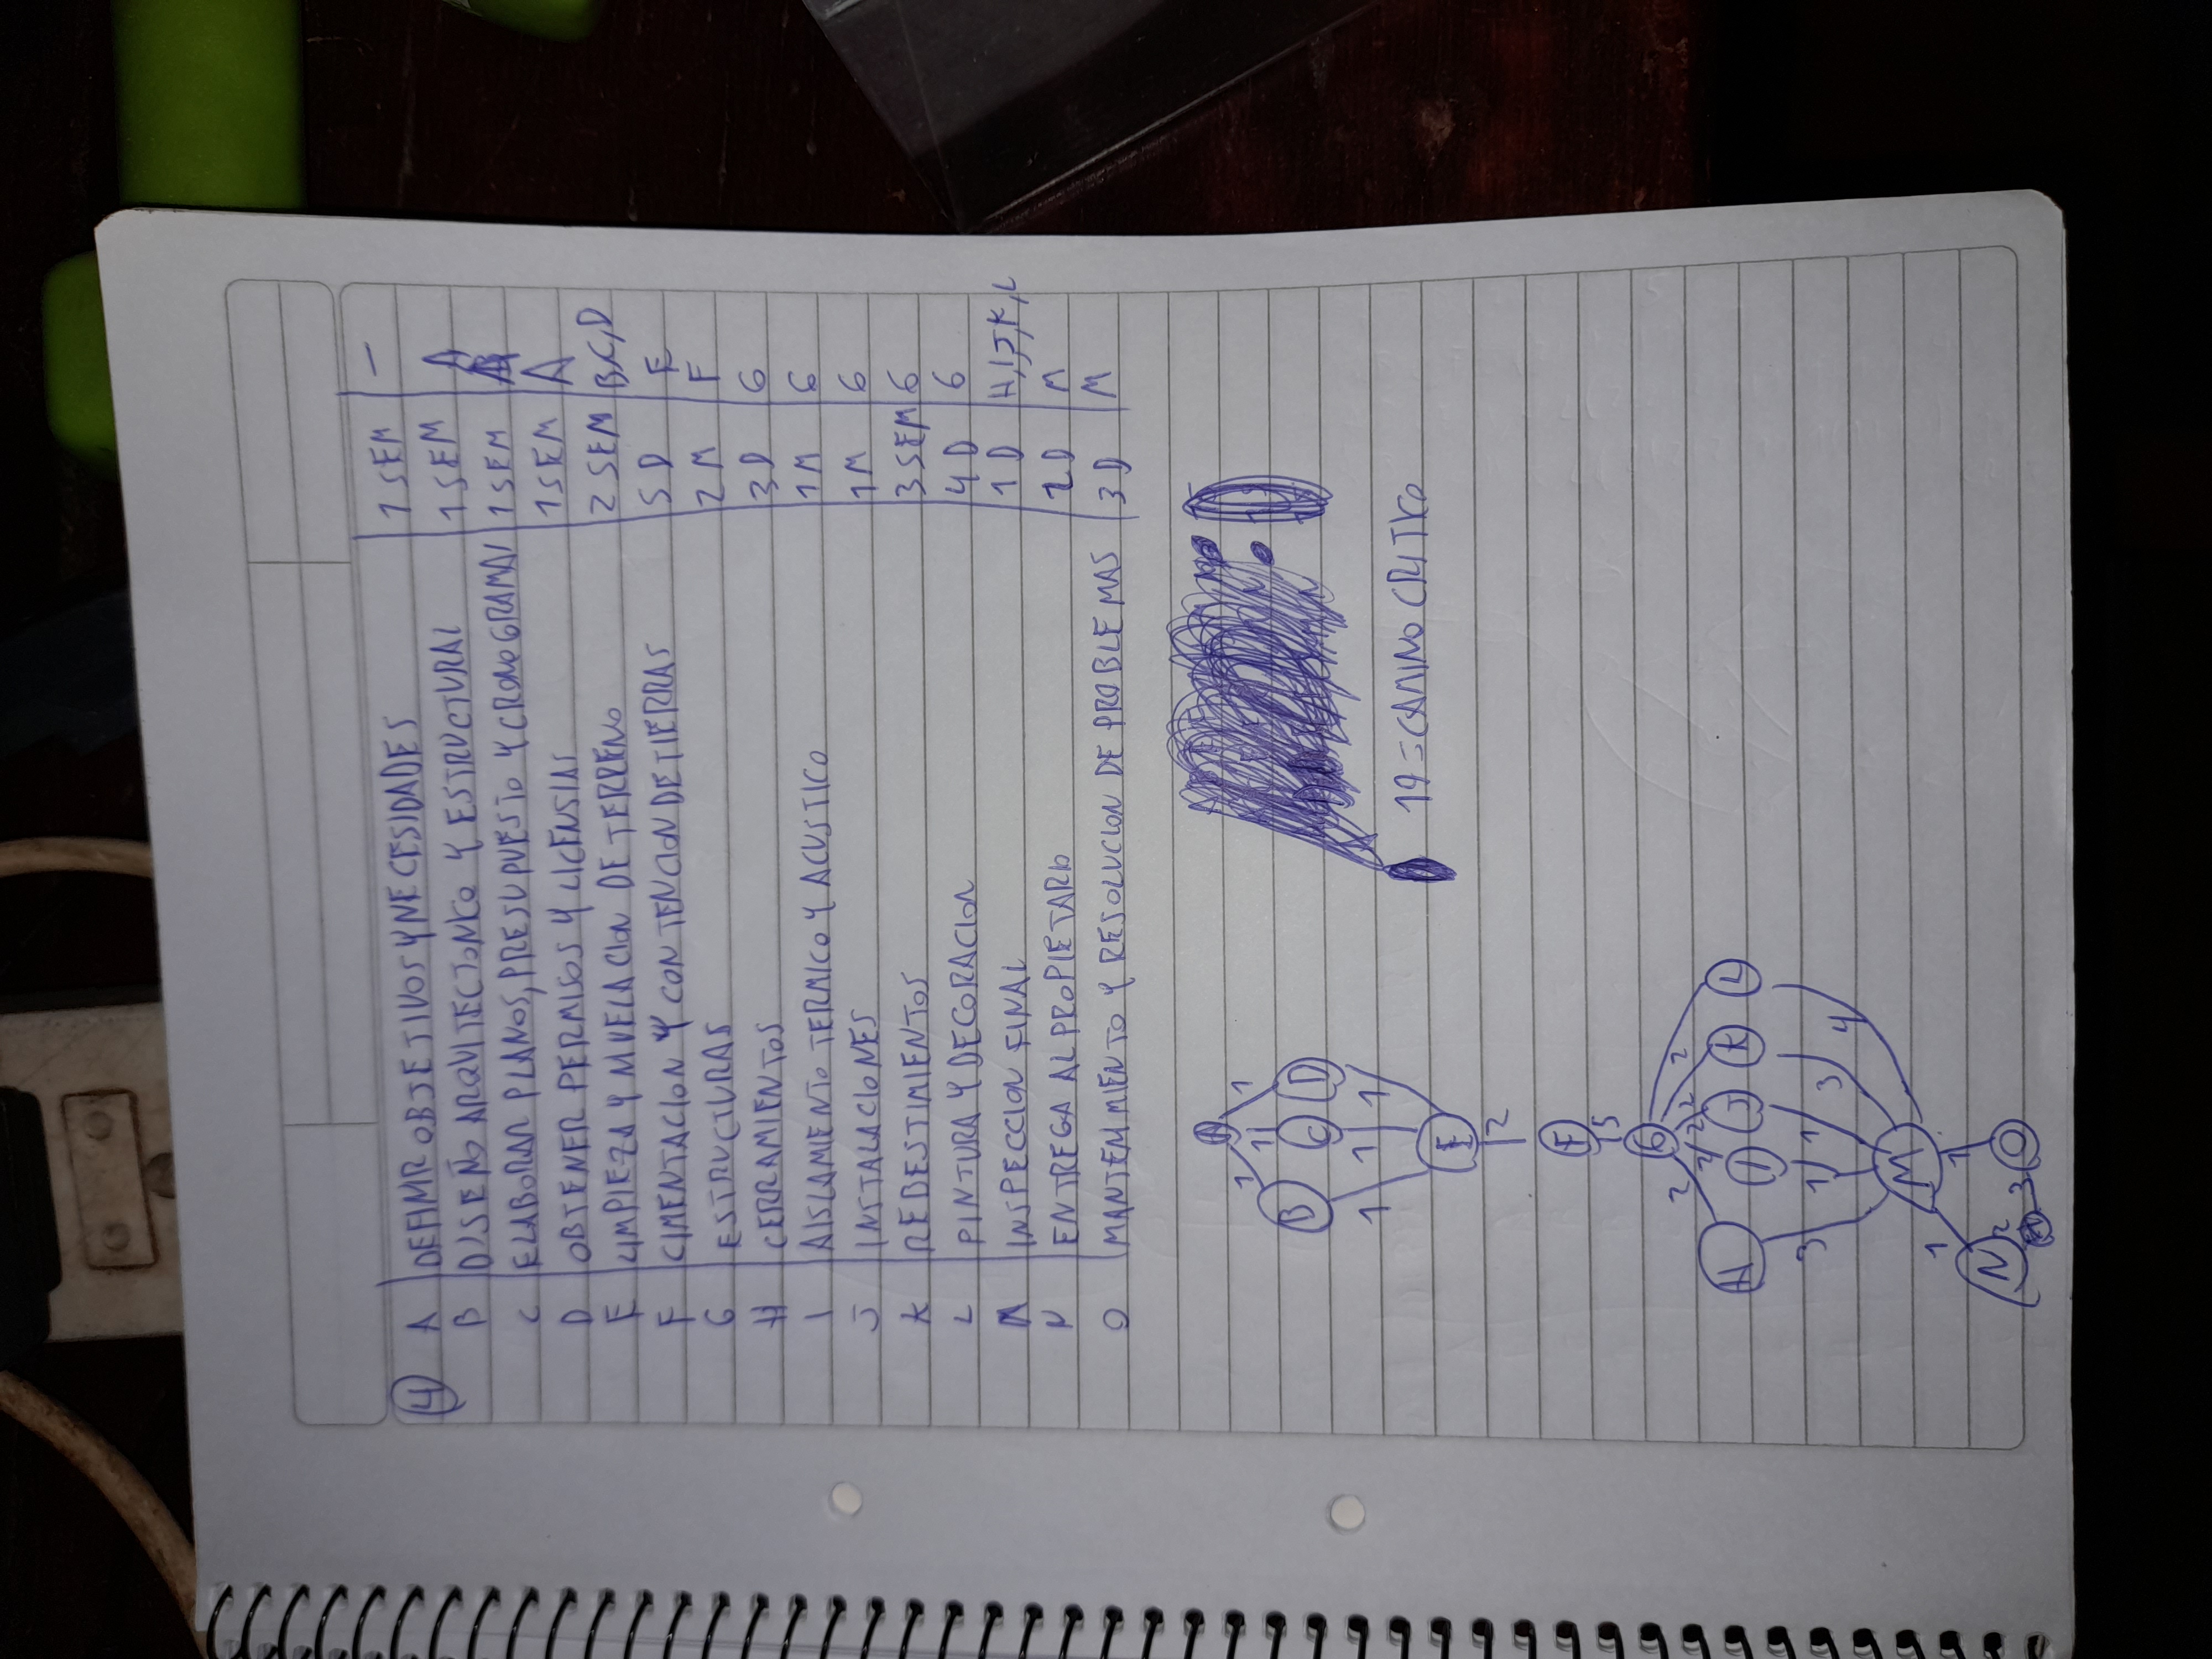 4 A DEFINIR OBJETIVOS Y NECESIDADES 1 SEM -
B DISEÑO ARQUITECTONICO Y ESTRUCTURAL 1 SEM A
C ELABORAR PLANOS, PRESUPUESTO Y CRONOGRAMAS 1 SEM
D OBTENER PERMISOS Y LICENSIAS 1 SEM A
E LIMPIEZA Y NIVELACION DE TERRENO 2 SEM B,C,D
F CIMENTACION Y CONTENCION DE TIERRAS 5 D E
G ESTRUCTURAS 2 M F
H CERRAMIENTOS 3 D G
I AISLAMIENTO TERMICO Y ACUSTICO 1 M G
J INSTALACIONES 1 M G
K REBESTIMIENTOS 3 SEM G
L PINTURA Y DECORACION 4 D G
M INSPECCION FINAL 1 D H,I,J,K,L
N ENTREGA AL PROPIETARIO 2 D M
O MANTENIMIENTO Y RESOLUCION DE PROBLEMAS 3 D M
A
1 1 1
B C D
1 1 1
19 = CAMINO CRITICO
E
2
F
5
G
2 2 2 2 2
H I J K L
3 1 1 3 4
M
1 1
N O
2 3